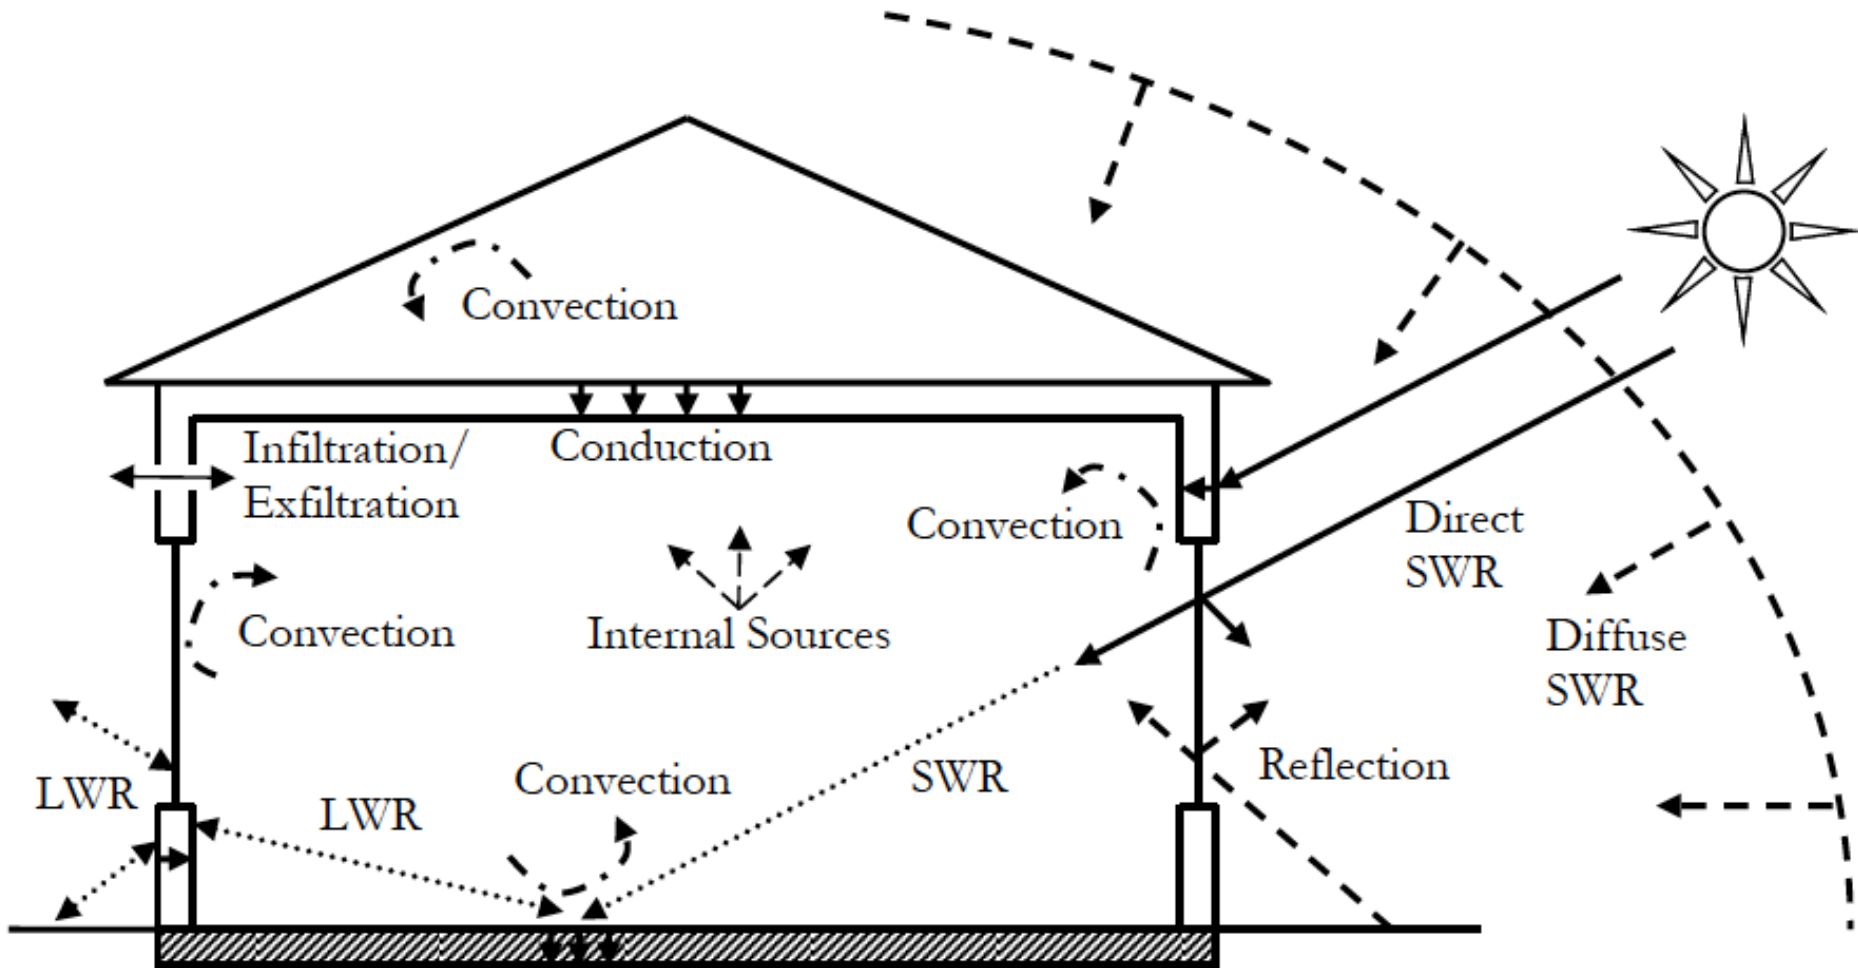 Convection
Infiltration/
Exfiltration
Conduction
Convection
Direct
SWR
Convection
Internal Sources
Diffuse
SWR
LWR
LWR
Convection
SWR
Reflection